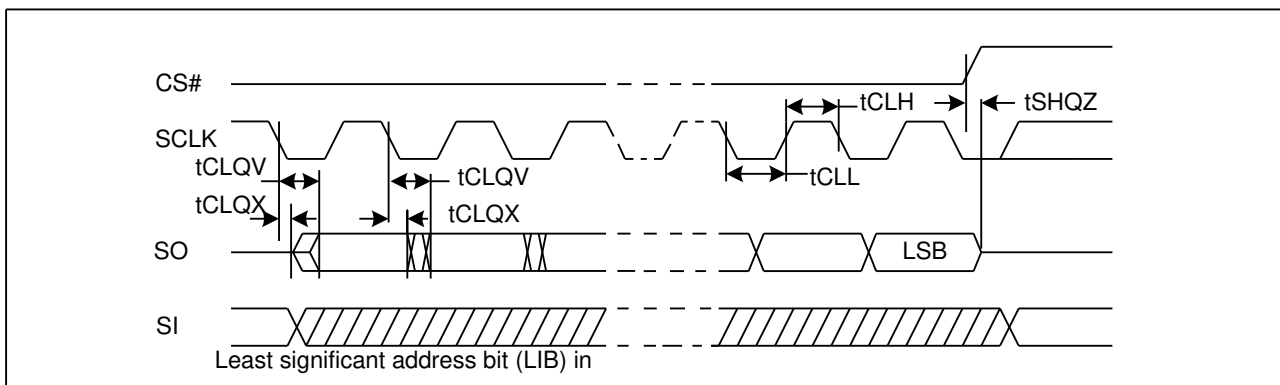 CS#
tCLH
tSHQZ
SCLK
tCLQV
tCLQV
tCLL
tCLQX
tCLQX
SO
LSB
SI
Least significant address bit (LIB) in